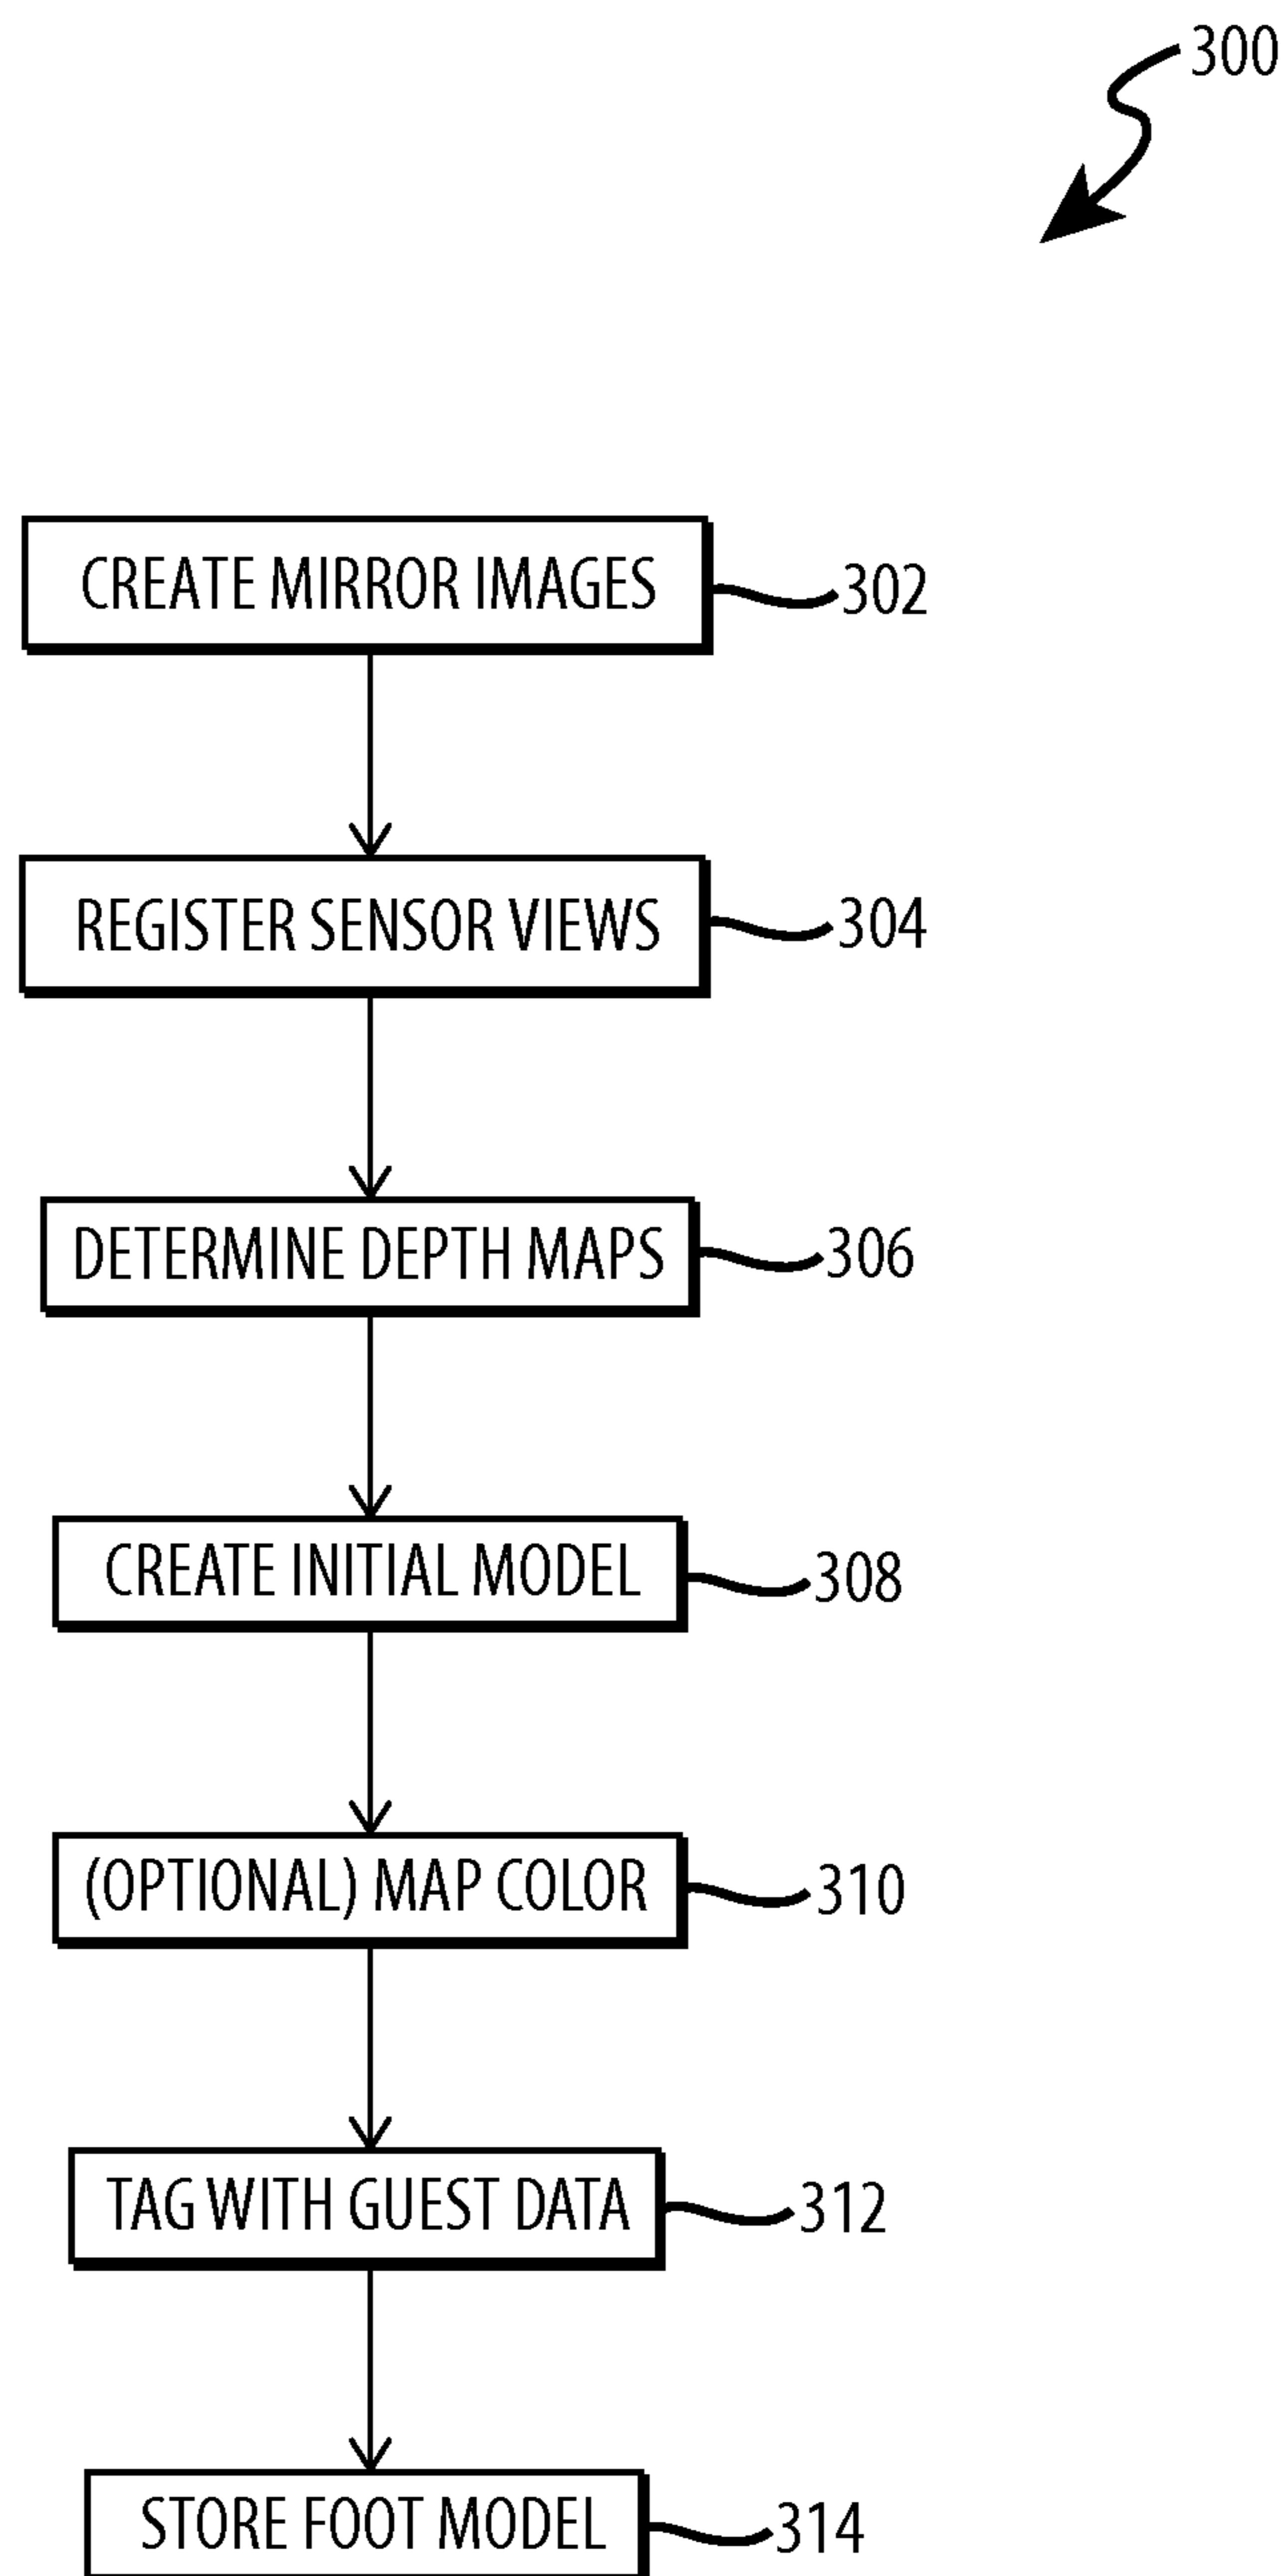 300
CREATE MIRROR IMAGES 302
REGISTER SENSOR VIEWS 304
DETERMINE DEPTH MAPS 306
CREATE INITIAL MODEL 308
(OPTIONAL) MAP COLOR 310
TAG WITH GUEST DATA 312
STORE FOOT MODEL 314